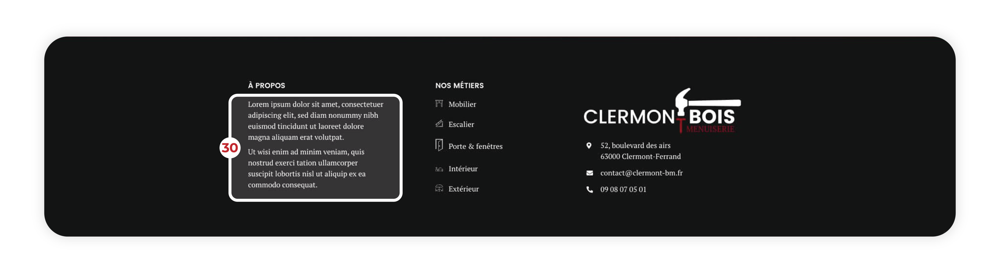 À PROPOS
Lorem ipsum dolor sit amet, consectetuer
adipiscing elit, sed diam nonummy nibh
euismod tincidunt ut laoreet dolore
magna aliquam erat volutpat.
30
Ut wisi enim ad minim veniam, quis
nostrud exerci tation ullamcorper
suscipit lobortis nisl ut aliquip ex ea
commodo consequat.
NOS MÉTIERS
Mobilier
Escalier
Porte & fenêtres
Intérieur
Extérieur
CLERMONT BOIS
MENUISERIE
52, boulevard des airs
63000 Clermont-Ferrand
contact@clermont-bm.fr
09 08 07 05 01